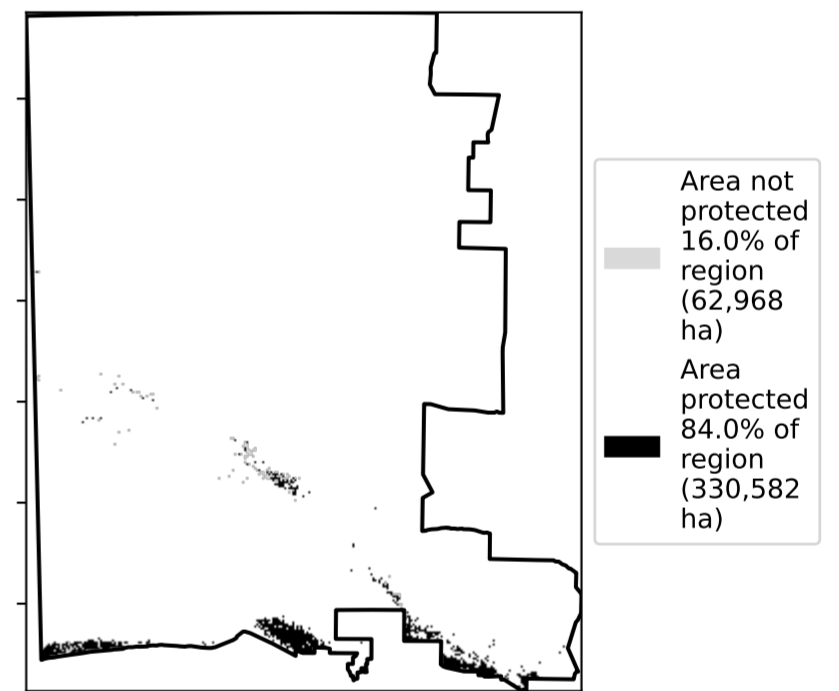 Area not
protected
16.0% of
region
(62,968
ha)
Area
protected
84.0% of
region
(330,582
ha)